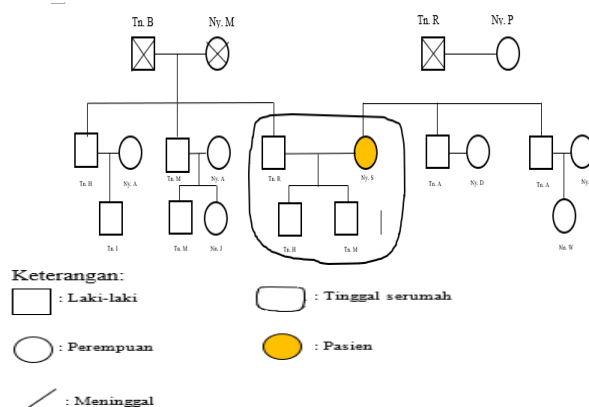 Tn. B Ny. M Tn. R Ny. P
Tn. H Ny. A Tn. M Ny. A Tn. R Ny. S Tn. A Ny. D Tn. A Ny.
Tn. I Tn. M Nn. J Tn. H Tn. M Nn. W
Keterangan:
: Laki-laki : Tinggal serumah
: Perempuan : Pasien
: Meninggal